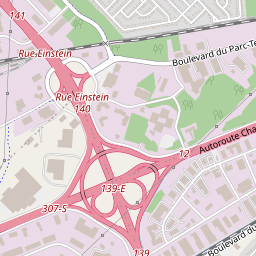 141
Rue Einstein
Boulevard du Parc-Te
Rue Einstein
140
12
Autoroute Cha
139-E
307-S
139
Boulevard du